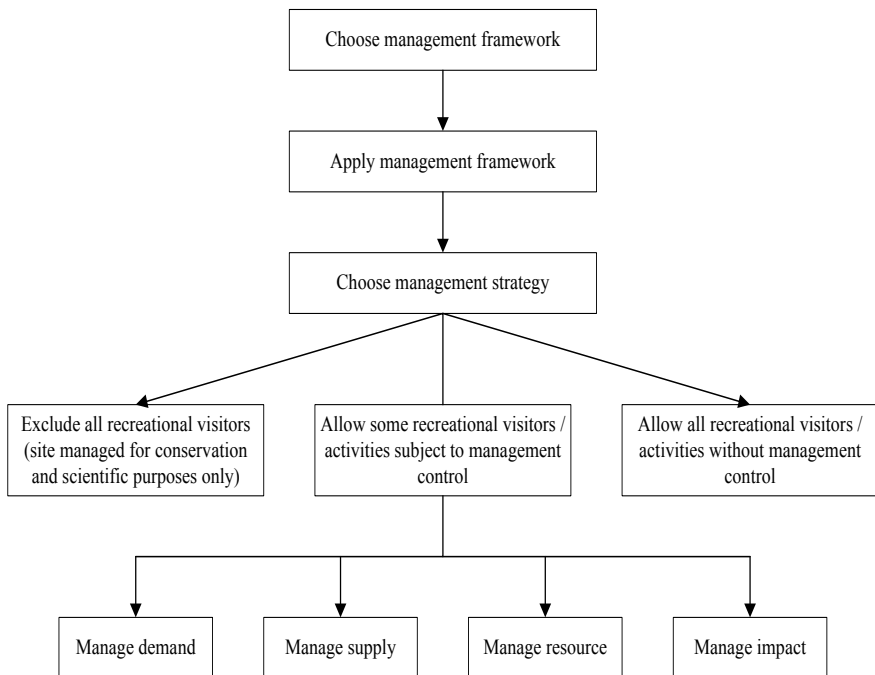 Choose management framework
Apply management framework
Choose management strategy
Exclude all recreational visitors
(site managed for conservation
and scientific purposes only)
Allow some recreational visitors /
activities subject to management
control
Allow all recreational visitors /
activities without management
control
Manage demand
Manage supply
Manage resource
Manage impact